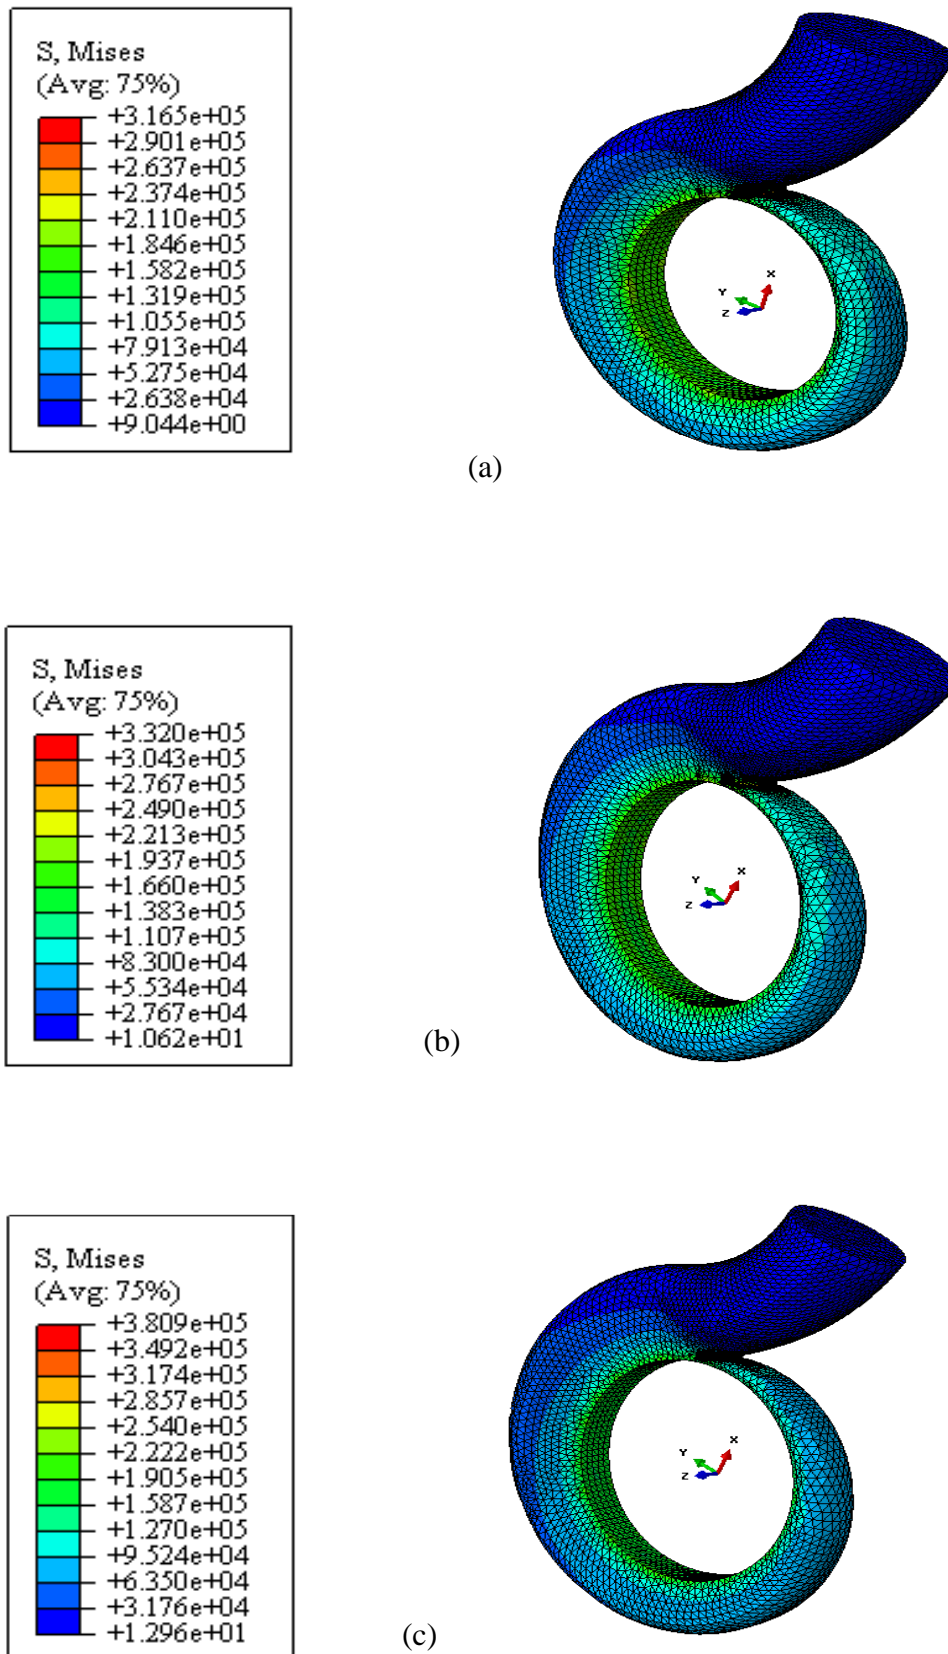 S, Mises
(Avg: 75%)
+3.165e+05
+2.901e+05
+2.637e+05
+2.374e+05
+2.110e+05
+1.846e+05
+1.582e+05
+1.319e+05
+1.055e+05
+7.913e+04
+5.275e+04
+2.638e+04
+9.044e+00
X
Y
Z
(a)
S, Mises
(Avg: 75%)
+3.320e+05
+3.043e+05
+2.767e+05
+2.490e+05
+2.213e+05
+1.937e+05
+1.660e+05
+1.383e+05
+1.107e+05
+8.300e+04
+5.534e+04
+2.767e+04
+1.062e+01
X
Y
Z
(b)
S, Mises
(Avg: 75%)
+3.809e+05
+3.492e+05
+3.174e+05
+2.857e+05
+2.540e+05
+2.222e+05
+1.905e+05
+1.587e+05
+1.270e+05
+9.524e+04
+6.350e+04
+3.176e+04
+1.296e+01
X
Y
Z
(c)